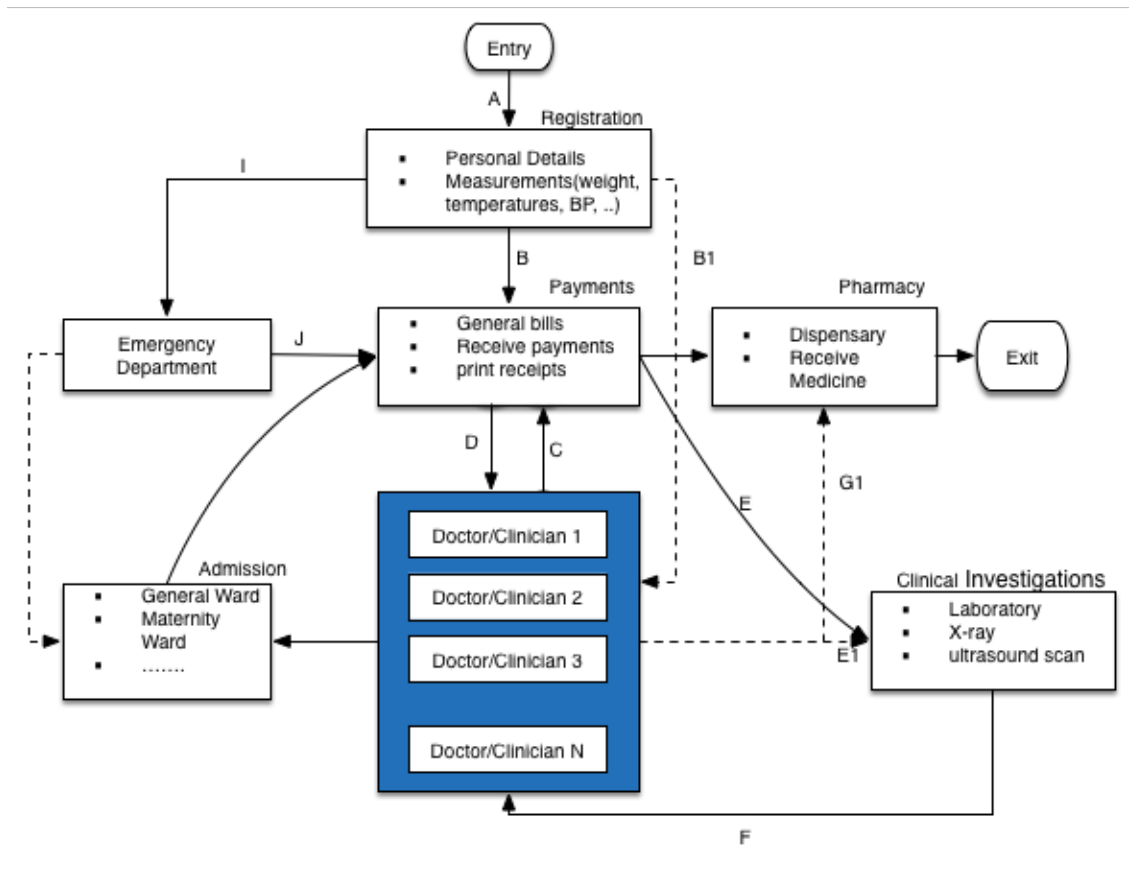 Entry
A
Registration
▪ Personal Details
▪ Measurements(weight,
temperatures, BP, ..)
I
B
B1
Payments
▪ General bills
▪ Receive payments
▪ print receipts
Pharmacy
▪ Dispensary
▪ Receive
Medicine
Exit
Emergency
Department
J
D
C
E
G1
Doctor/Clinician 1
Doctor/Clinician 2
Doctor/Clinician 3
Doctor/Clinician N
Admission
▪ General Ward
▪ Maternity
Ward
▪ .......
Clinical Investigations
▪ Laboratory
▪ X-ray
▪ ultrasound scan
E1
F